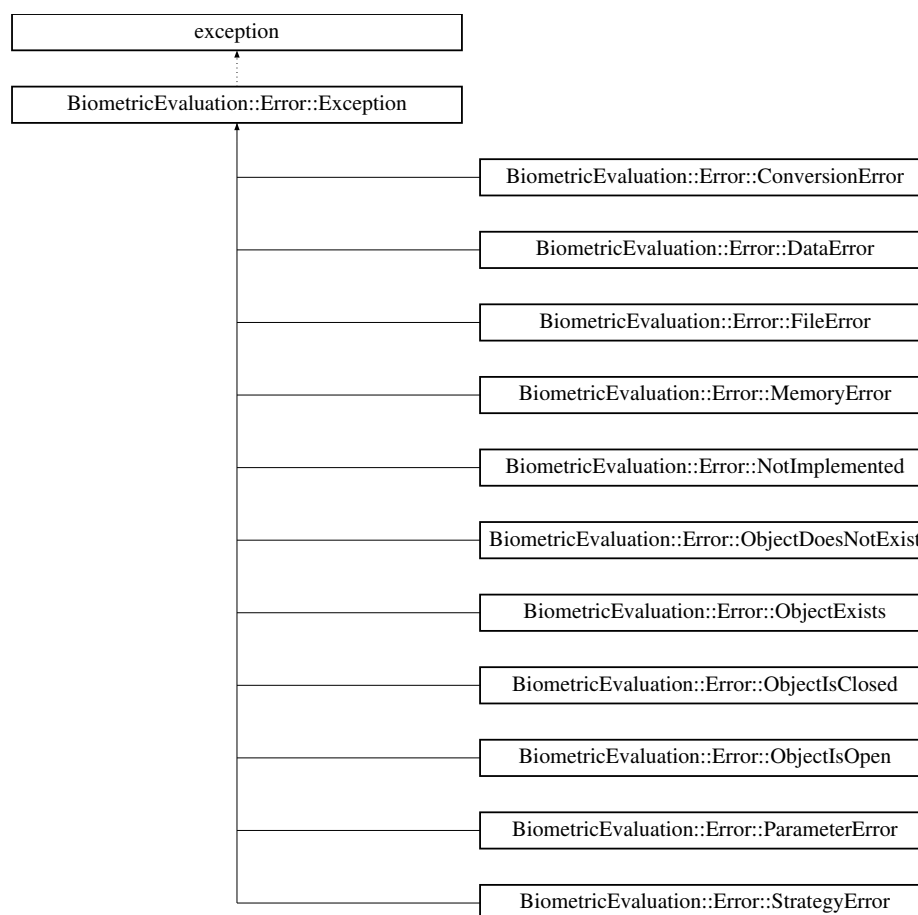 exception
BiometricEvaluation::Error::Exception
BiometricEvaluation::Error::ConversionError
BiometricEvaluation::Error::DataError
BiometricEvaluation::Error::FileError
BiometricEvaluation::Error::MemoryError
BiometricEvaluation::Error::NotImplemented
BiometricEvaluation::Error::ObjectDoesNotExist
BiometricEvaluation::Error::ObjectExists
BiometricEvaluation::Error::ObjectIsClosed
BiometricEvaluation::Error::ObjectIsOpen
BiometricEvaluation::Error::ParameterError
BiometricEvaluation::Error::StrategyError